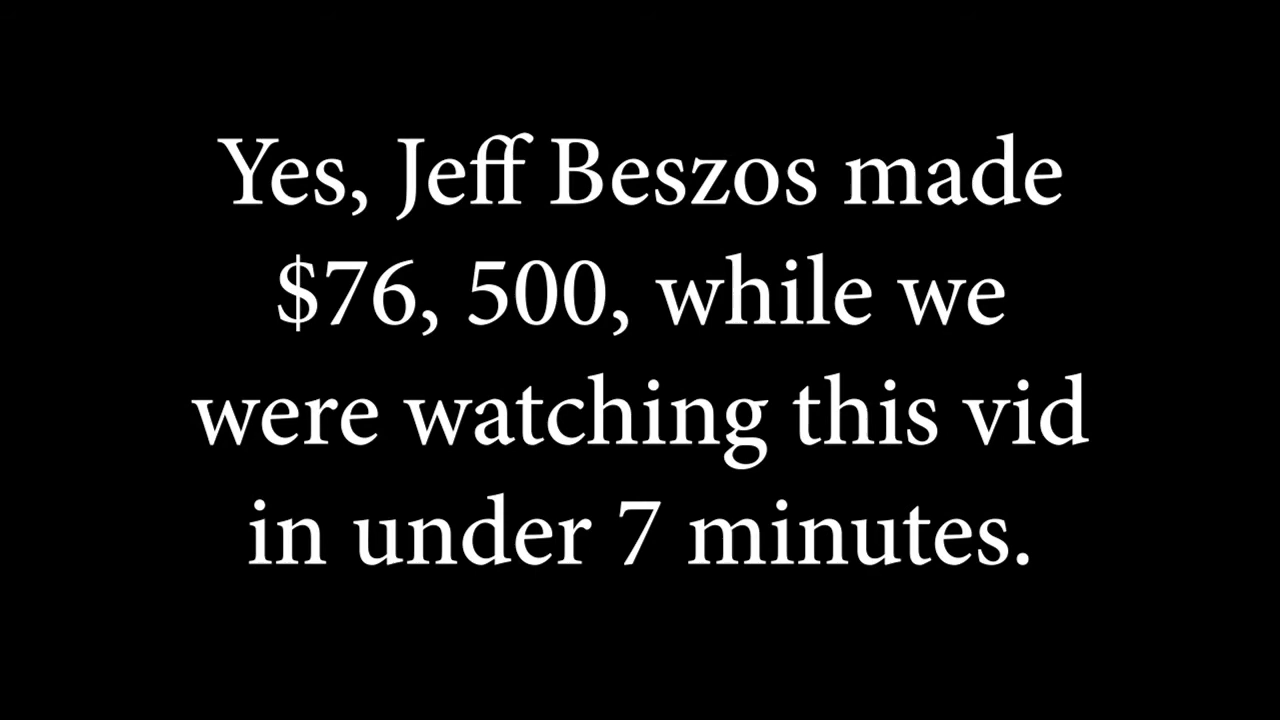 Yes, Jeff Beszos made
$76, 500, while we
were watching this vid
in under 7 minutes.